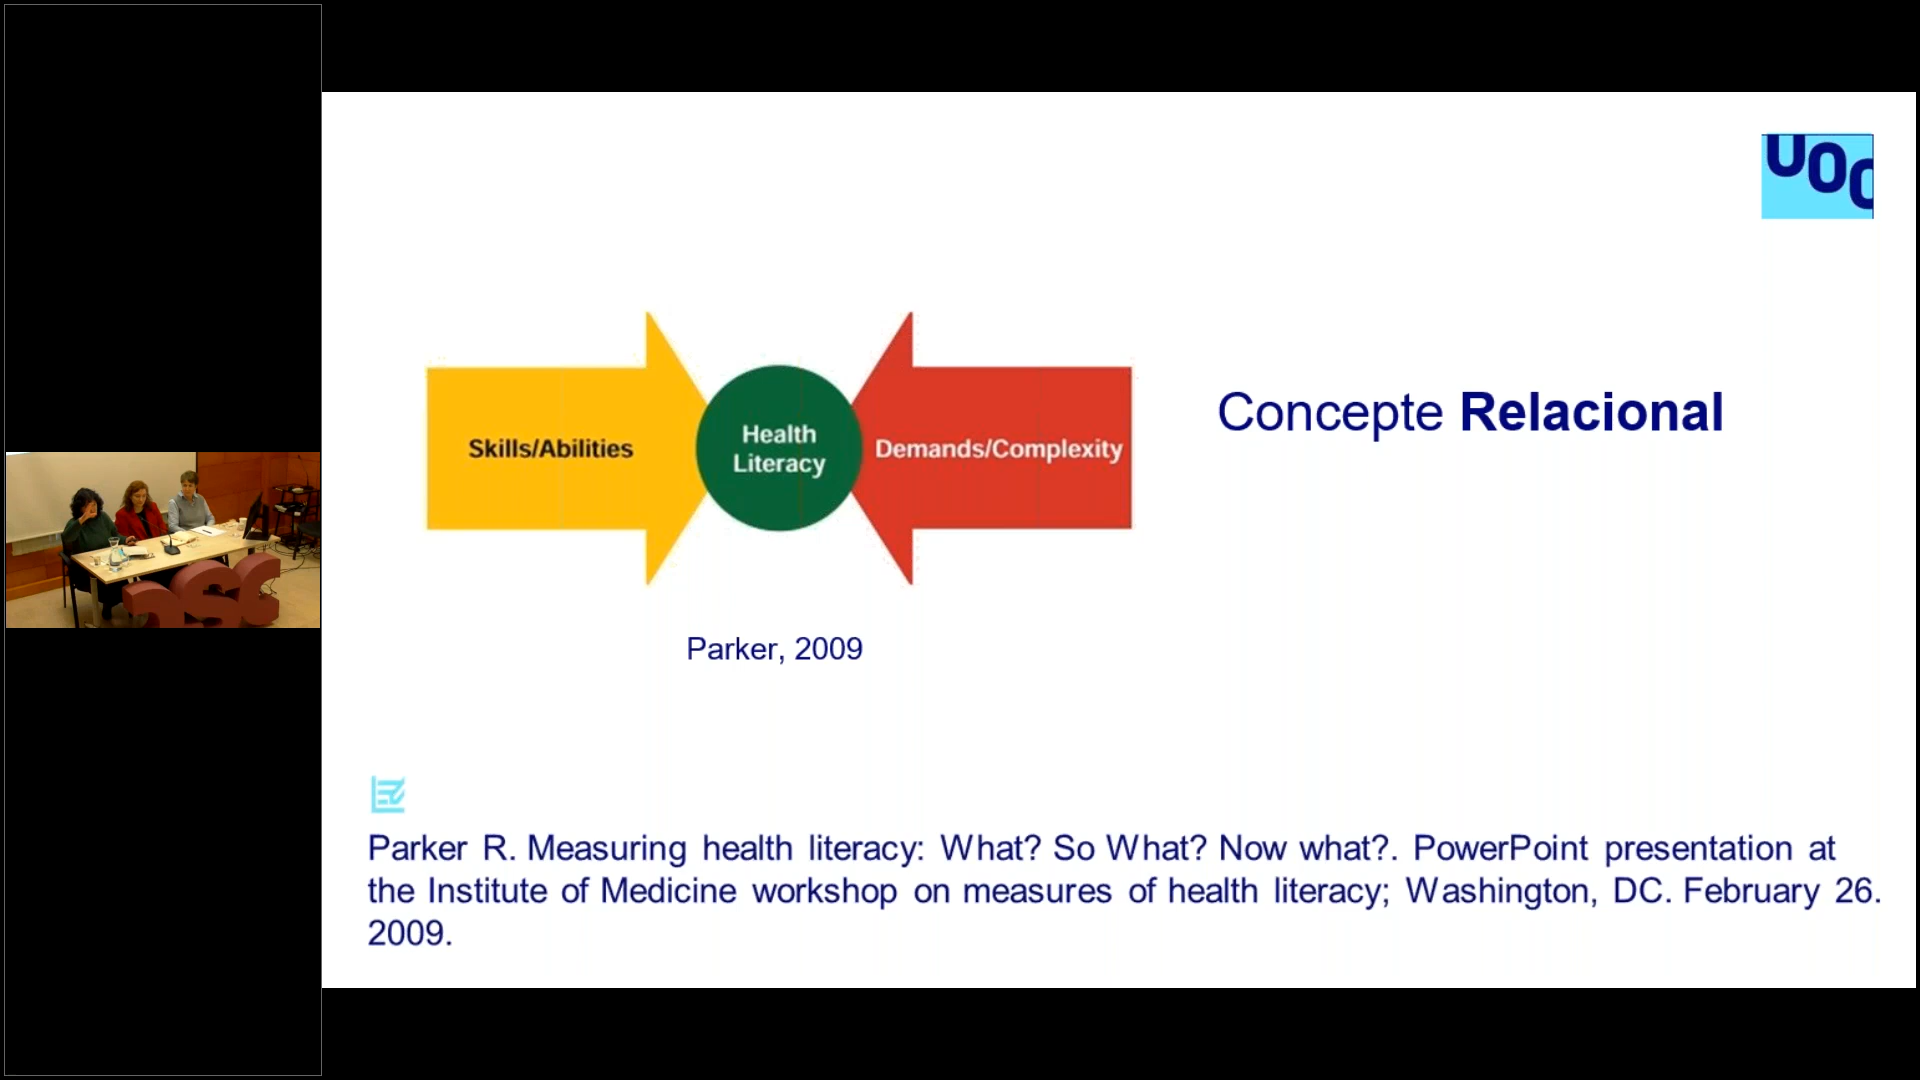 UOC
Skills/Abilities
Health
Literacy
Demands/Complexity
Concepte Relacional
Parker, 2009
Parker R. Measuring health literacy: What? So What? Now what?. PowerPoint presentation at
the Institute of Medicine workshop on measures of health literacy; Washington, DC. February 26.
2009.